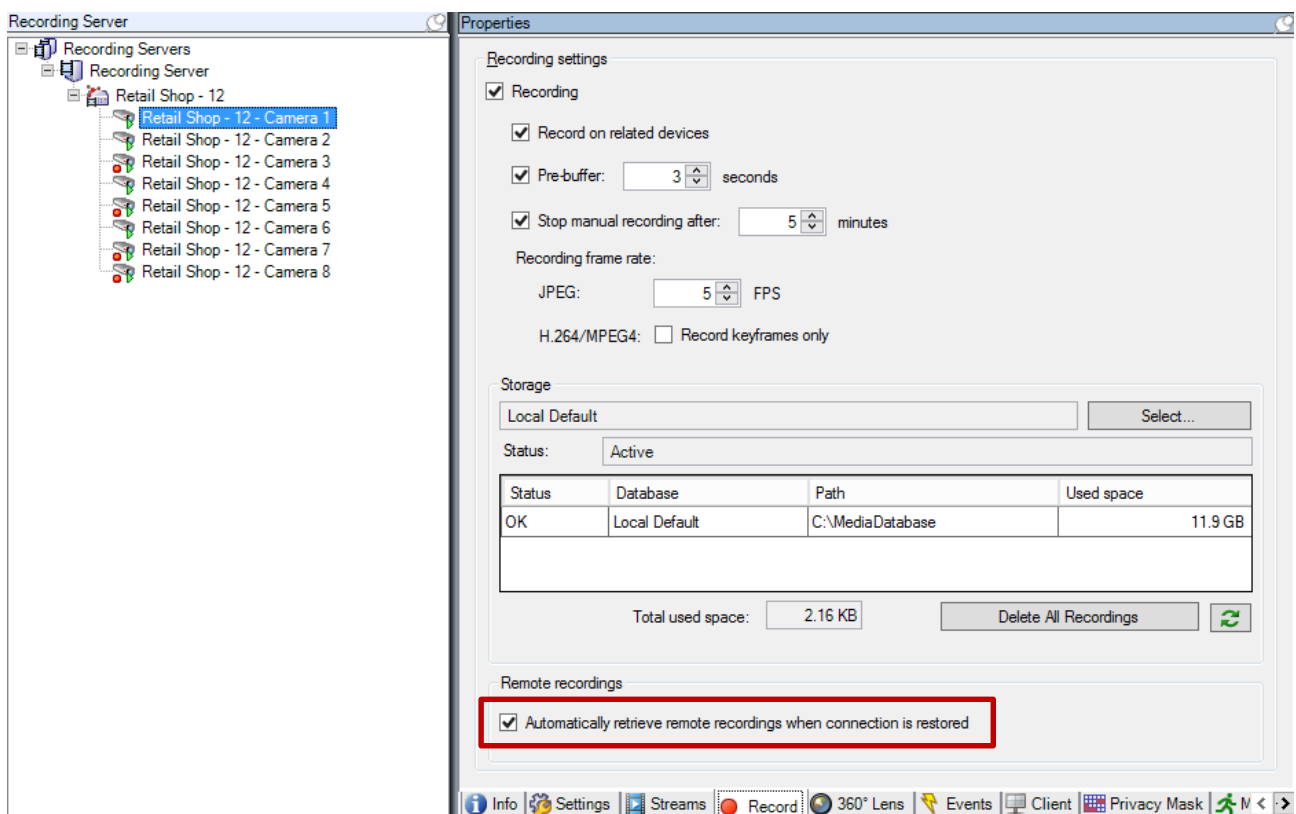 Recording Server
Recording Servers
Recording Server
Retail Shop - 12
Retail Shop - 12 - Camera 1
Retail Shop - 12 - Camera 2
Retail Shop - 12 - Camera 3
Retail Shop - 12 - Camera 4
Retail Shop - 12 - Camera 5
Retail Shop - 12 - Camera 6
Retail Shop - 12 - Camera 7
Retail Shop - 12 - Camera 8
Properties
Recording settings
Recording
Record on related devices
Pre-buffer: 3 seconds
Stop manual recording after: 5 minutes
Recording frame rate:
JPEG: 5 FPS
H.264/MPEG4: Record keyframes only
Storage
Local Default Select...
Status: Active
Status Database Path Used space
OK Local Default C:\MediaDatabase 11.9 GB
Total used space: 2.16 KB Delete All Recordings
Remote recordings
Automatically retrieve remote recordings when connection is restored
Info Settings Streams Record 360° Lens Events Client Privacy Mask